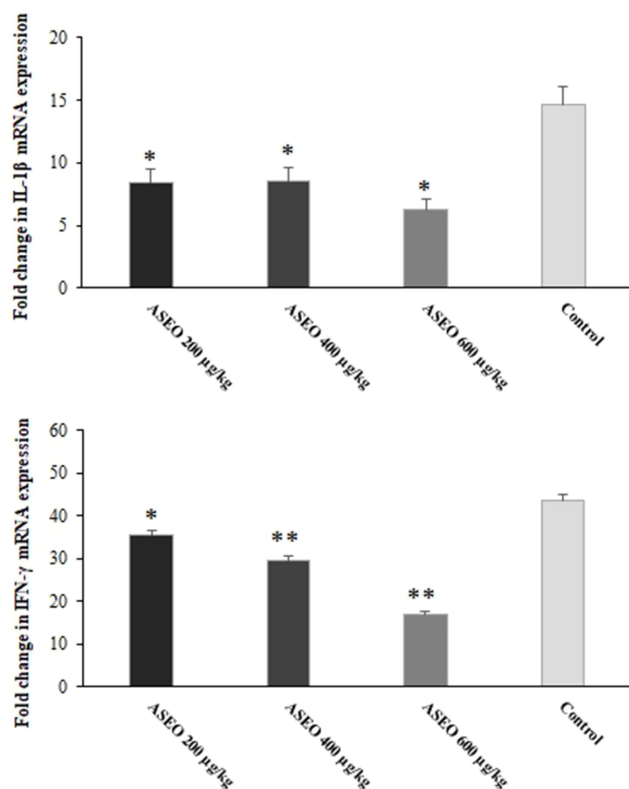 Fold change in IL-1β mRNA expression
20
15
10
5
0
*
*
*
ASEO 200 µg/kg
ASEO 400 µg/kg
ASEO 600 µg/kg
Control
Fold change in IFN-γ mRNA expression
60
50
40
30
20
10
0
*
**
**
ASEO 200 µg/kg
ASEO 400 µg/kg
ASEO 600 µg/kg
Control